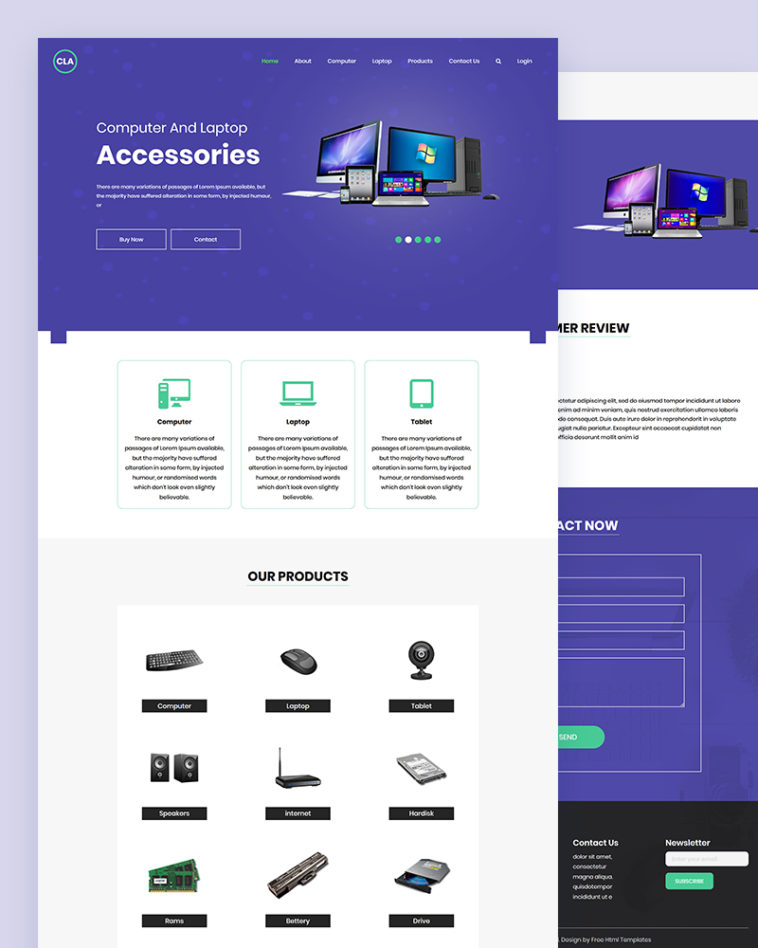 CLA
Home About Computer Laptop Products Contact Us Login
Computer And Laptop
Accessories
There are many variations of passages of Lorem Ipsum available, but
the majority have suffered alteration in some form, by injected humour,
or
Buy Now Contact
Computer
There are many variations of
passages of Lorem Ipsum available,
but the majority have suffered
alteration in some form, by injected
humour, or randomised words
which don't look even slightly
believable.
Laptop
There are many variations of
passages of Lorem Ipsum available,
but the majority have suffered
alteration in some form, by injected
humour, or randomised words
which don't look even slightly
believable.
Tablet
There are many variations of
passages of Lorem Ipsum available,
but the majority have suffered
alteration in some form, by injected
humour, or randomised words
which don't look even slightly
believable.
OUR PRODUCTS
Computer Laptop Tablet
Speakers internet Hardisk
Rams Bettery Drive
MER REVIEW
ctetur adipiscing elit, sed do eiusmod tempor incididunt ut labore
enim ad minim veniam, quis nostrud exercitation ullamco laboris
do consequat. Duis aute irure dolor in reprehenderit in voluptate
ugiat nulla pariatur. Excepteur sint occaecat cupidatat non
officia deserunt mollit anim id
ACT NOW
SEND
Contact Us
dolor sit amet,
consectetur
magna aliqua.
quisdotempor
incididunt ut e
Newsletter
Enter your email
SUBSCRIBE
. Design by Free Html Templates